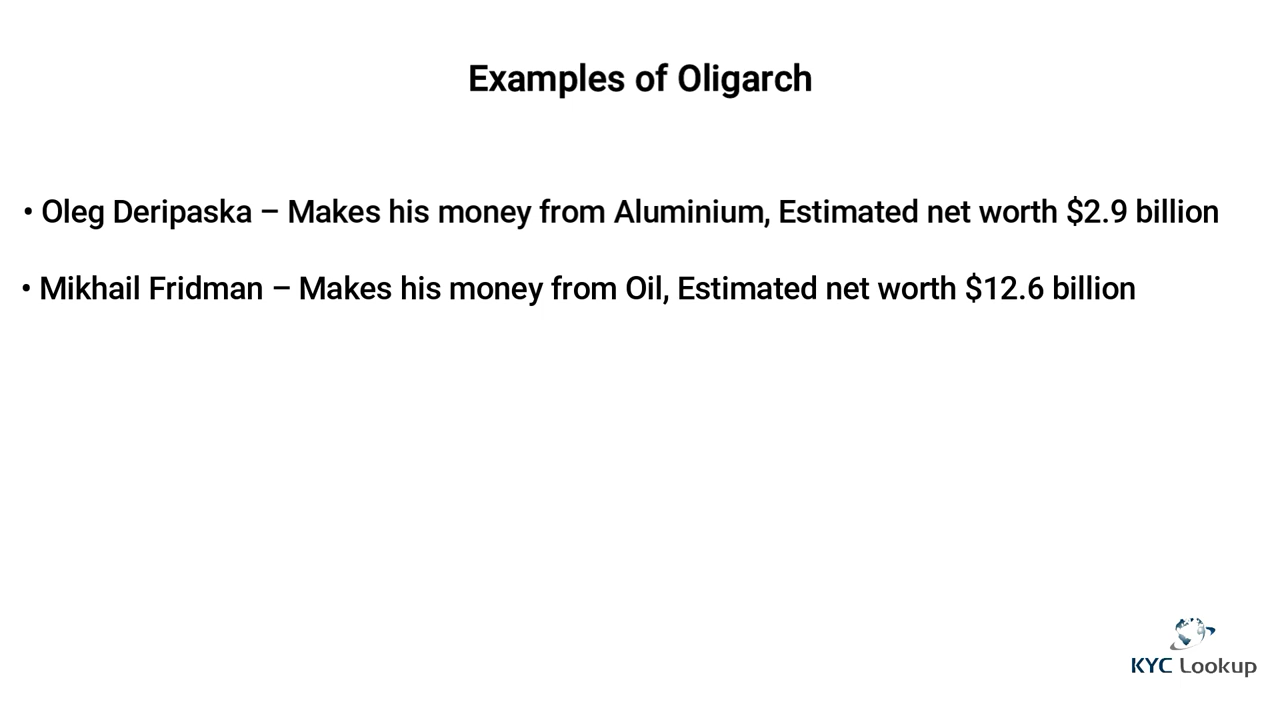 Examples of Oligarch
• Oleg Deripaska – Makes his money from Aluminium, Estimated net worth $2.9 billion
• Mikhail Fridman – Makes his money from Oil, Estimated net worth $12.6 billion
KYC Lookup